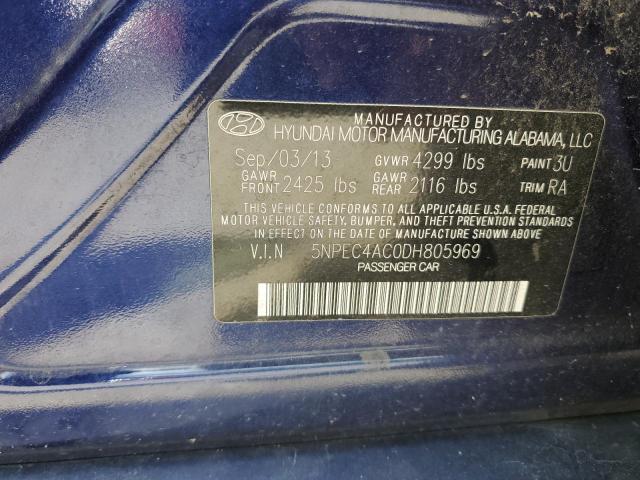 MANUFACTURED BY
HYUNDAI MOTOR MANUFACTURING ALABAMA, LLC
Sep/03/13 GVWR 4299 lbs PAINT 3U
GAWR FRONT 2425 lbs GAWR REAR 2116 lbs TRIM RA
THIS VEHICLE CONFORMS TO ALL APPLICABLE U.S.A. FEDERAL
MOTOR VEHICLE SAFETY, BUMPER, AND THEFT PREVENTION STANDARDS
IN EFFECT ON THE DATE OF MANUFACTURE SHOWN ABOVE.
V.I.N 5NPEC4AC0DH805969
PASSENGER CAR